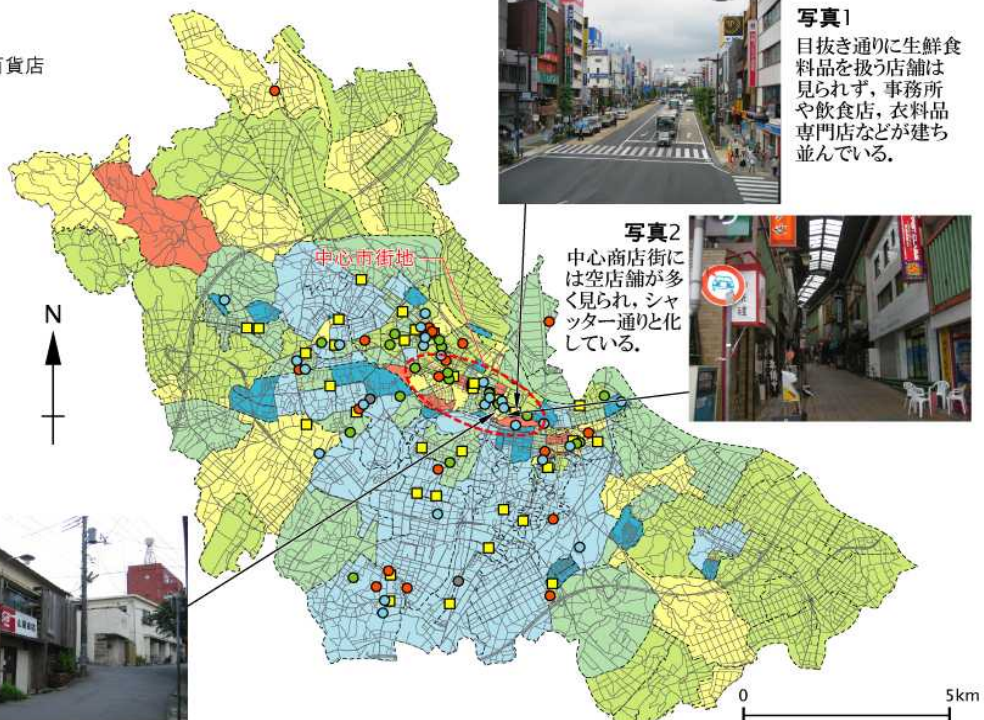 百貨店
写真1
目抜き通りに生鮮食
料品を扱う店舗は
見られず，事務所
や飲食店，衣料品
専門店などが建ち
並んでいる．
写真2
中心商店街に
は空店舗が多
く見られ，シャ
ッター通りと化
している．
中心市街地
N
0
5km